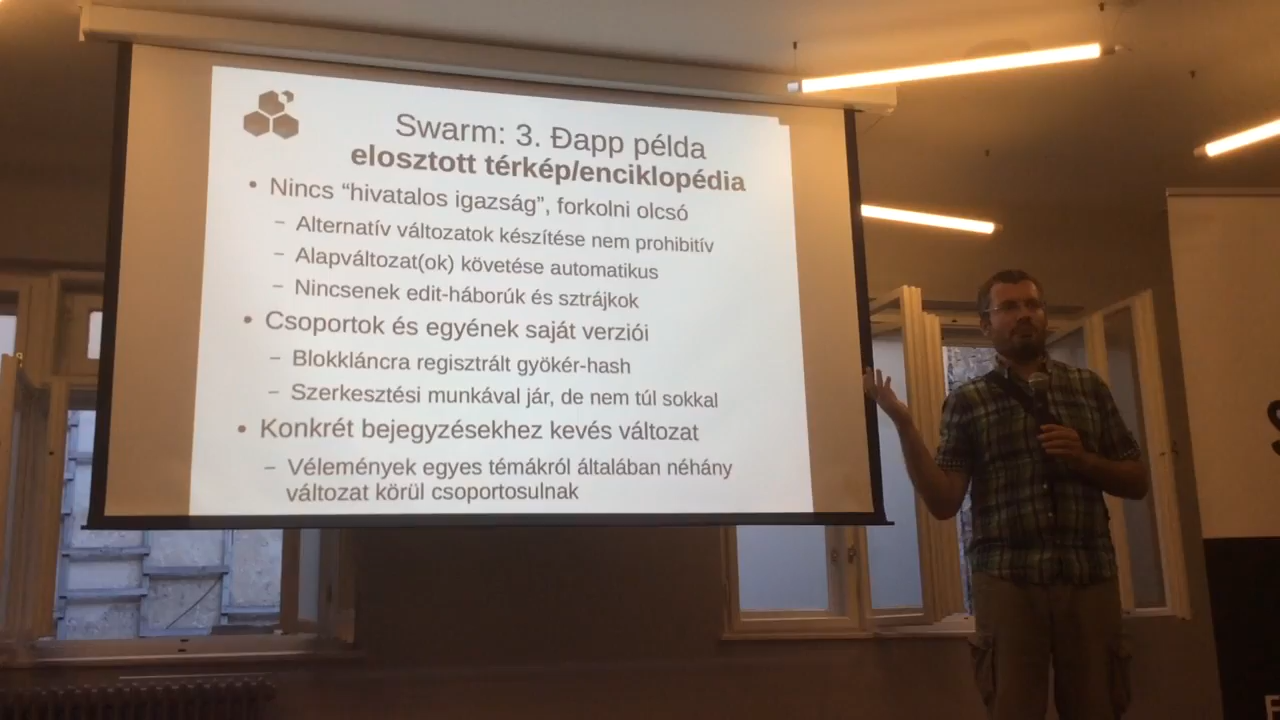 Swarm: 3. Đapp példa
elosztott térkép/enciklopédia
• Nincs “hivatalos igazság”, forkolni olcsó
– Alternatív változatok készítése nem prohibitív
– Alapváltozat(ok) követése automatikus
– Nincsenek edit-háborúk és sztrájkok
• Csoportok és egyének saját verziói
– Blokkláncra regisztrált gyökér-hash
– Szerkesztési munkával jár, de nem túl sokkal
• Konkrét bejegyzésekhez kevés változat
– Vélemények egyes témákról általában néhány
változat körül csoportosulnak